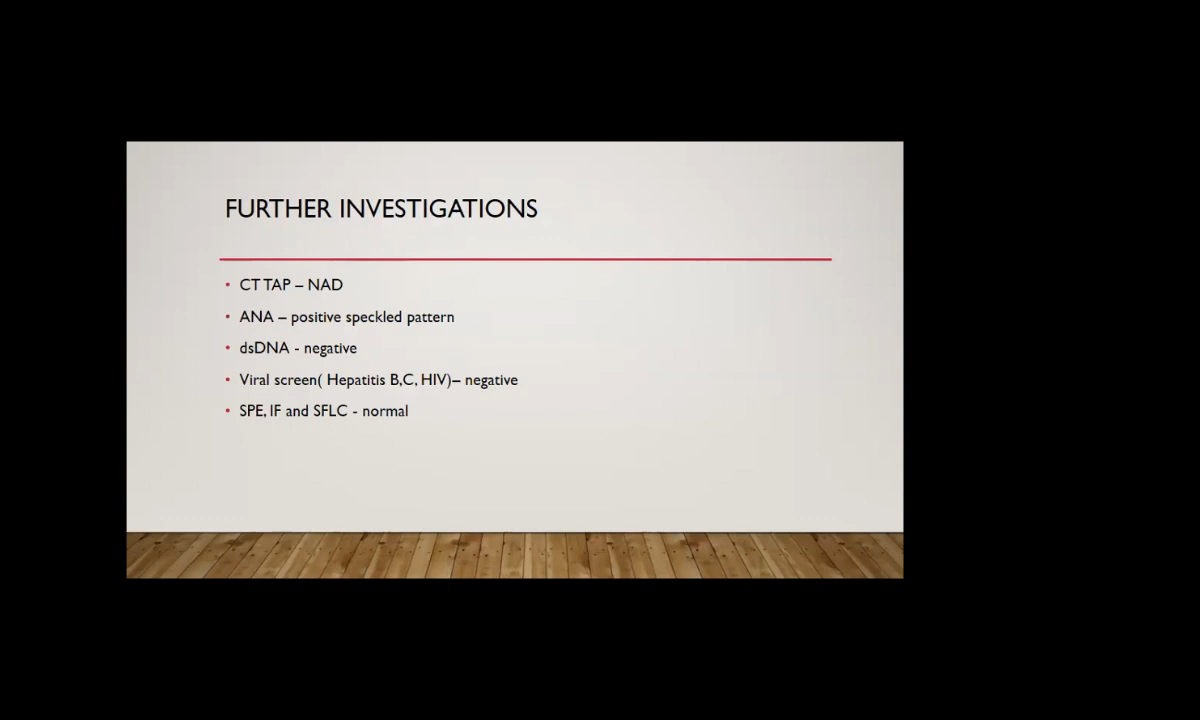 FURTHER INVESTIGATIONS
• CT TAP – NAD
• ANA – positive speckled pattern
• dsDNA - negative
• Viral screen( Hepatitis B,C, HIV)– negative
• SPE, IF and SFLC - normal